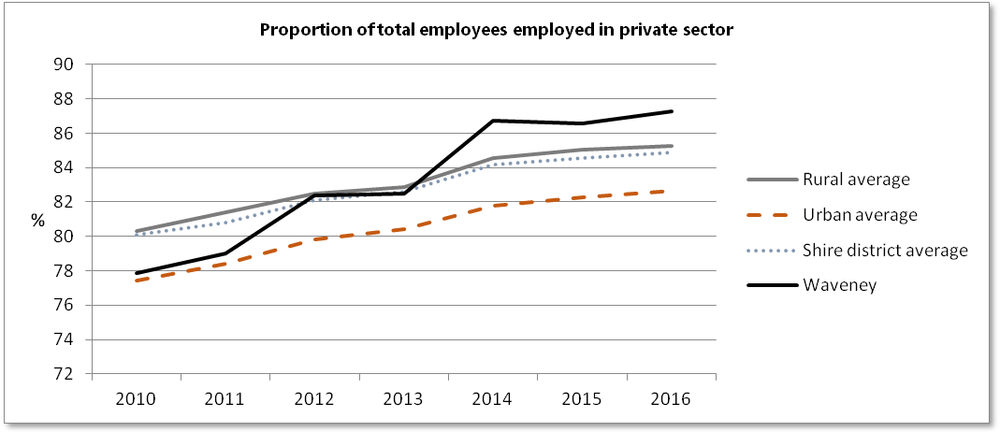 Proportion of total employees employed in private sector
90
88
86
84
82
80
78
76
74
72
%
2010 2011 2012 2013 2014 2015 2016
Rural average
Urban average
Shire district average
Waveney